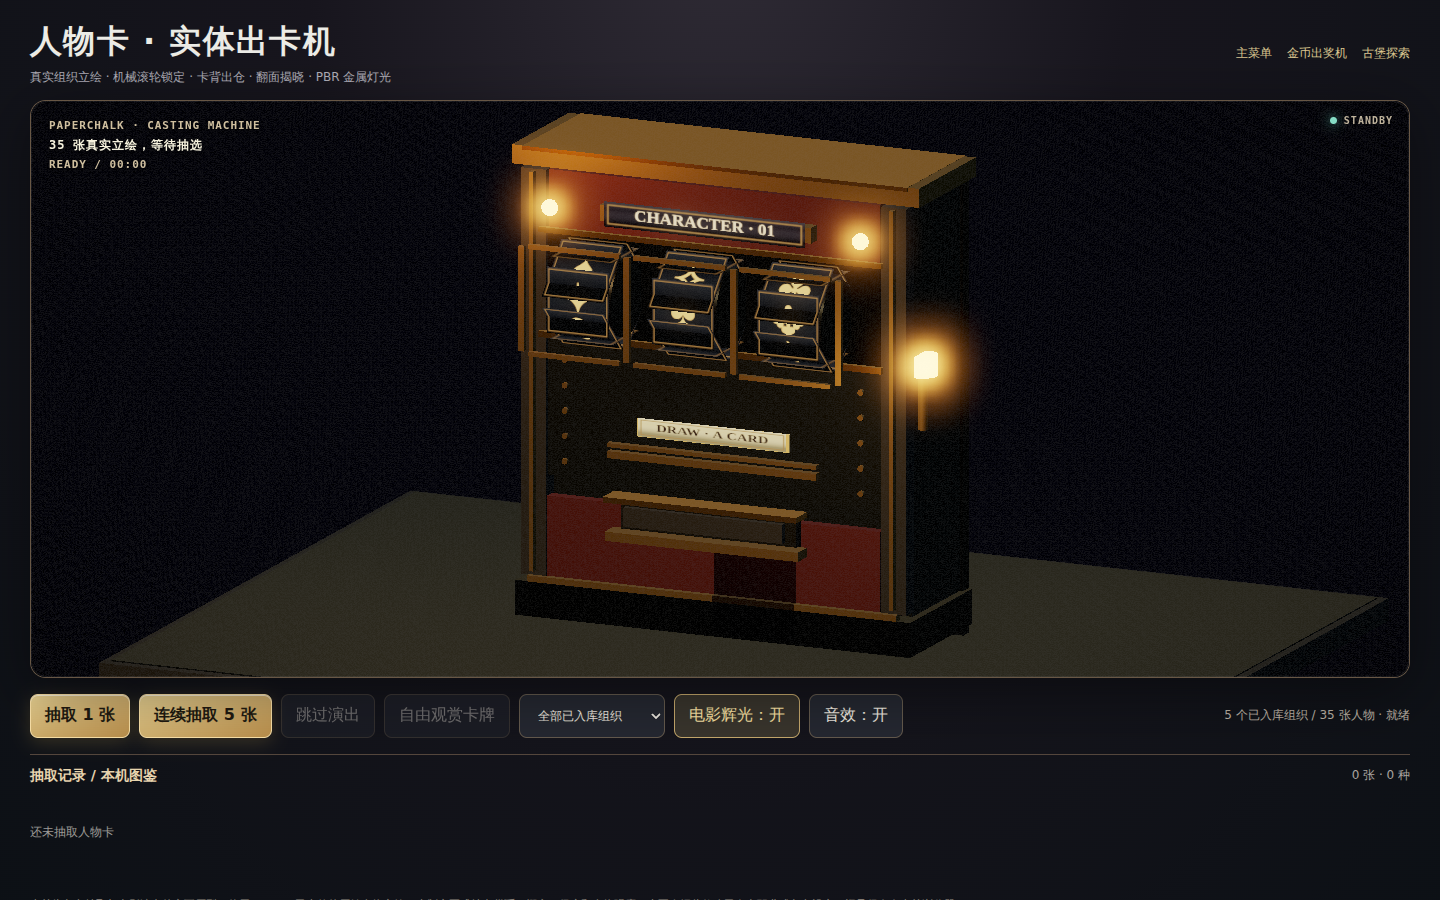 人物卡 · 实体出卡机
真实组织立绘 · 机械滚轮锁定 · 卡背出仓 · 翻面揭晓 · PBR 金属灯光
主菜单 金币出奖机 古堡探索
PAPERCHALK · CASTING MACHINE
35 张真实立绘，等待抽选
READY / 00:00
STANDBY
CHARACTER · 01
DRAW · A CARD
抽取 1 张 连续抽取 5 张 跳过演出 自由观赏卡牌 全部已入库组织 电影辉光：开 音效：开
5 个已入库组织 / 35 张人物 · 就绪
抽取记录 / 本机图鉴
0 张 · 0 种
还未抽取人物卡